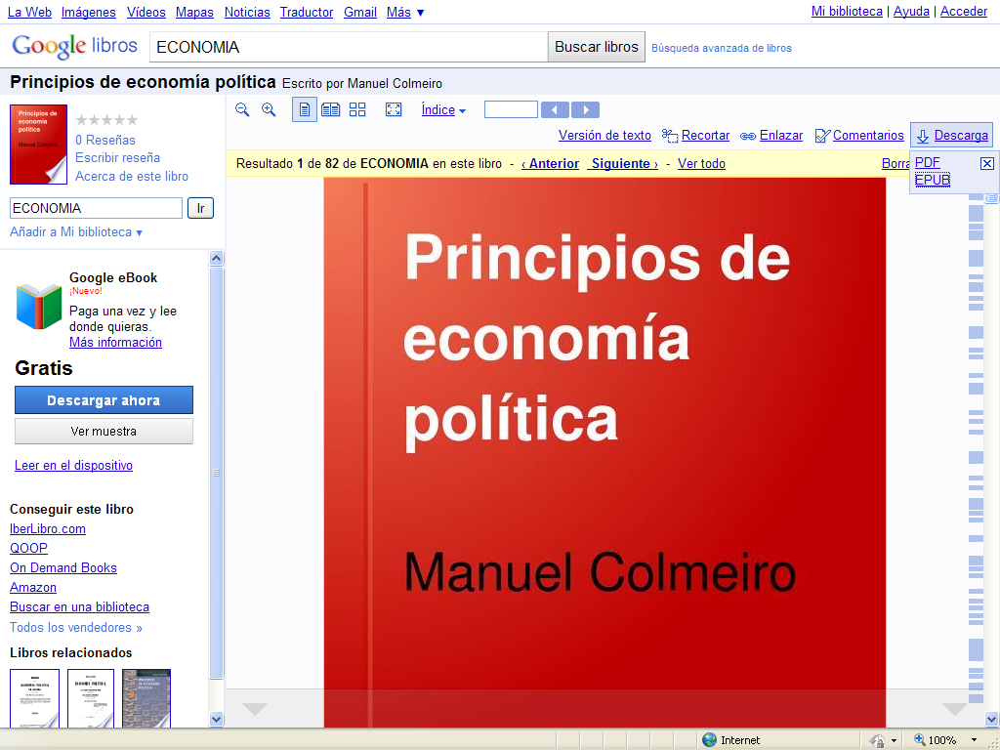 La Web Imágenes Vídeos Mapas Noticias Traductor Gmail Más ▼
Mi biblioteca | Ayuda | Acceder
Google libros
ECONOMIA
Buscar libros
Búsqueda avanzada de libros
Principios de economía política Escrito por Manuel Colmeiro
Principios de
economía
política
Manuel Colmeiro
0 Reseñas
Escribir reseña
Acerca de este libro
ECONOMIA
Ir
Añadir a Mi biblioteca ▾
Google eBook
¡Nuevo!
Paga una vez y lee
donde quieras.
Más información
Gratis
Descargar ahora
Ver muestra
Leer en el dispositivo
Conseguir este libro
IberLibro.com
QOOP
On Demand Books
Amazon
Buscar en una biblioteca
Todos los vendedores »
Libros relacionados
Índice
Versión de texto Recortar Enlazar Comentarios Descarga
PDF
EPUB
Resultado 1 de 82 de ECONOMIA en este libro - ‹ Anterior Siguiente › - Ver todo
Borra
Principios de
economía
política
Manuel Colmeiro
Internet
100%